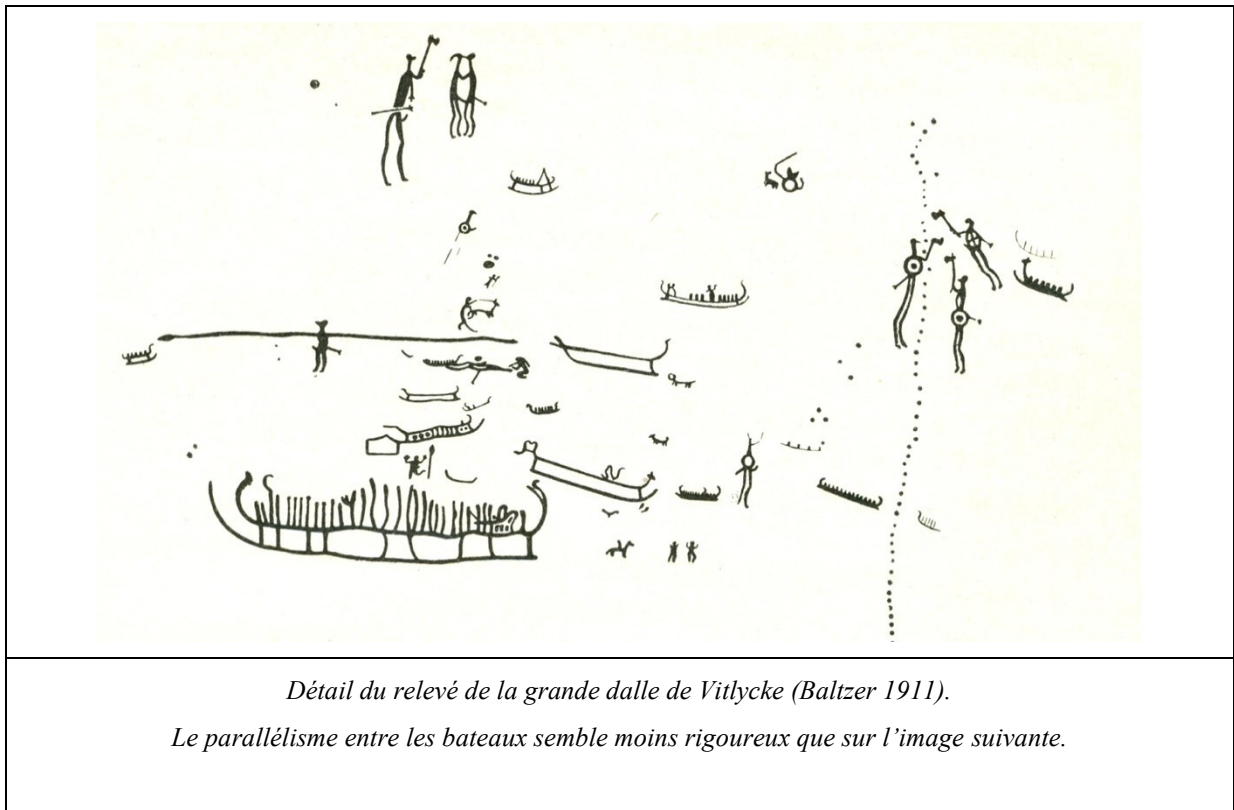 Détail du relevé de la grande dalle de Vitlycke (Baltzer 1911).
Le parallélisme entre les bateaux semble moins rigoureux que sur l’image suivante.